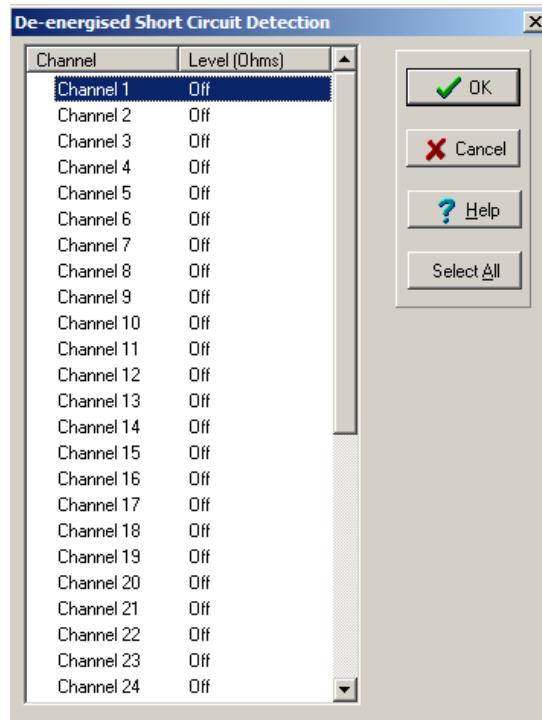 De-energised Short Circuit Detection
Channel Level (Ohms)
Channel 1 Off
Channel 2 Off
Channel 3 Off
Channel 4 Off
Channel 5 Off
Channel 6 Off
Channel 7 Off
Channel 8 Off
Channel 9 Off
Channel 10 Off
Channel 11 Off
Channel 12 Off
Channel 13 Off
Channel 14 Off
Channel 15 Off
Channel 16 Off
Channel 17 Off
Channel 18 Off
Channel 19 Off
Channel 20 Off
Channel 21 Off
Channel 22 Off
Channel 23 Off
Channel 24 Off
OK
Cancel
Help
Select All